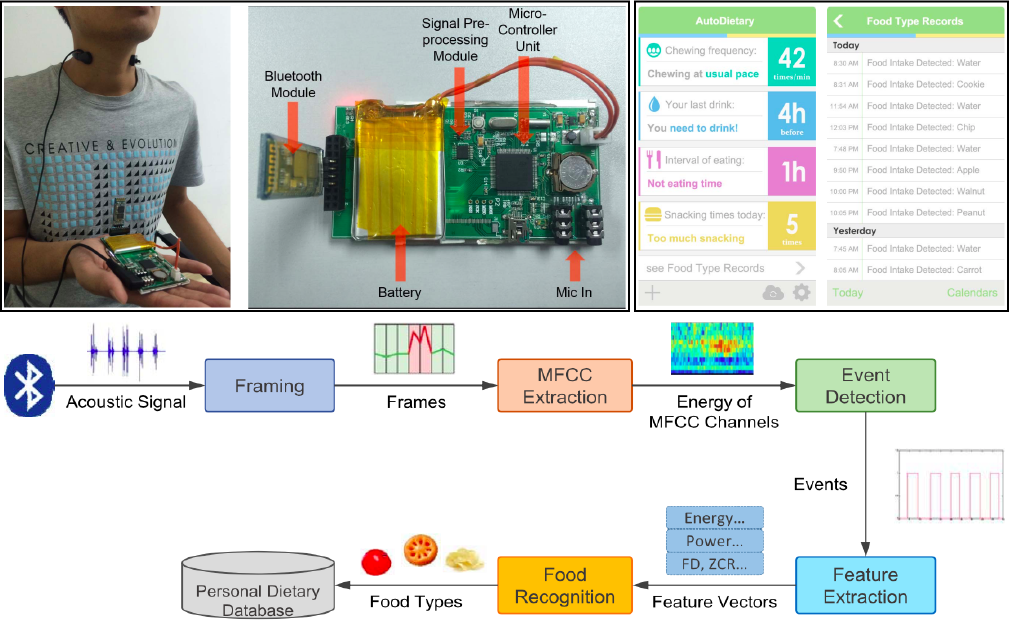 CREATIVE & EVOLUTION
Bluetooth
Module
Signal Pre-
processing
Module
Micro-
Controller
Unit
Battery
Mic In
AutoDietary
Chewing frequency:
Chewing at usual pace
42
times/min
Your last drink:
You need to drink!
4h
before
Interval of eating:
Not eating time
1h
Snacking times today:
Too much snacking
5
times
see Food Type Records
Food Type Records
Today
8:30 AM Food Intake Detected: Water
8:31 AM Food Intake Detected: Cookie
11:54 AM Food Intake Detected: Water
12:03 PM Food Intake Detected: Chip
7:48 PM Food Intake Detected: Water
9:50 PM Food Intake Detected: Apple
10:00 PM Food Intake Detected: Walnut
10:05 PM Food Intake Detected: Peanut
Yesterday
7:45 AM Food Intake Detected: Water
8:05 AM Food Intake Detected: Carrot
Today
Calendars
Acoustic Signal
Framing
Frames
MFCC
Extraction
Energy of
MFCC Channels
Event
Detection
Events
Feature
Extraction
Energy...
Power...
FD, ZCR...
Feature Vectors
Food
Recognition
Food Types
Personal Dietary
Database